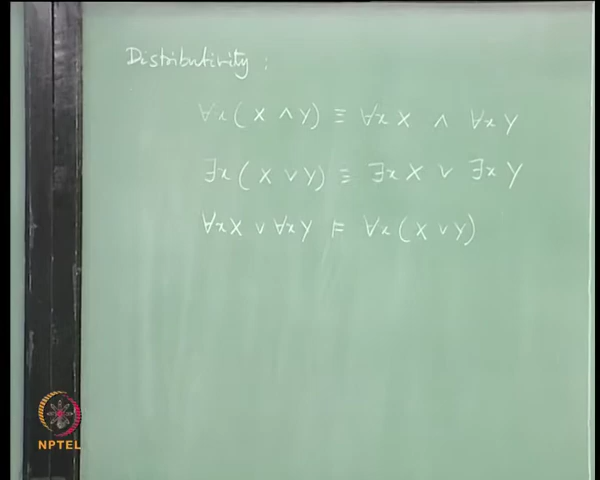 Distributivity :
∀x ( X ∧ Y ) ≡ ∀x X ∧ ∀x Y
∃x ( X ∨ Y ) ≡ ∃x X ∨ ∃x Y
∀x X ∨ ∀x Y ⊨ ∀x ( X ∨ Y )
NPTEL